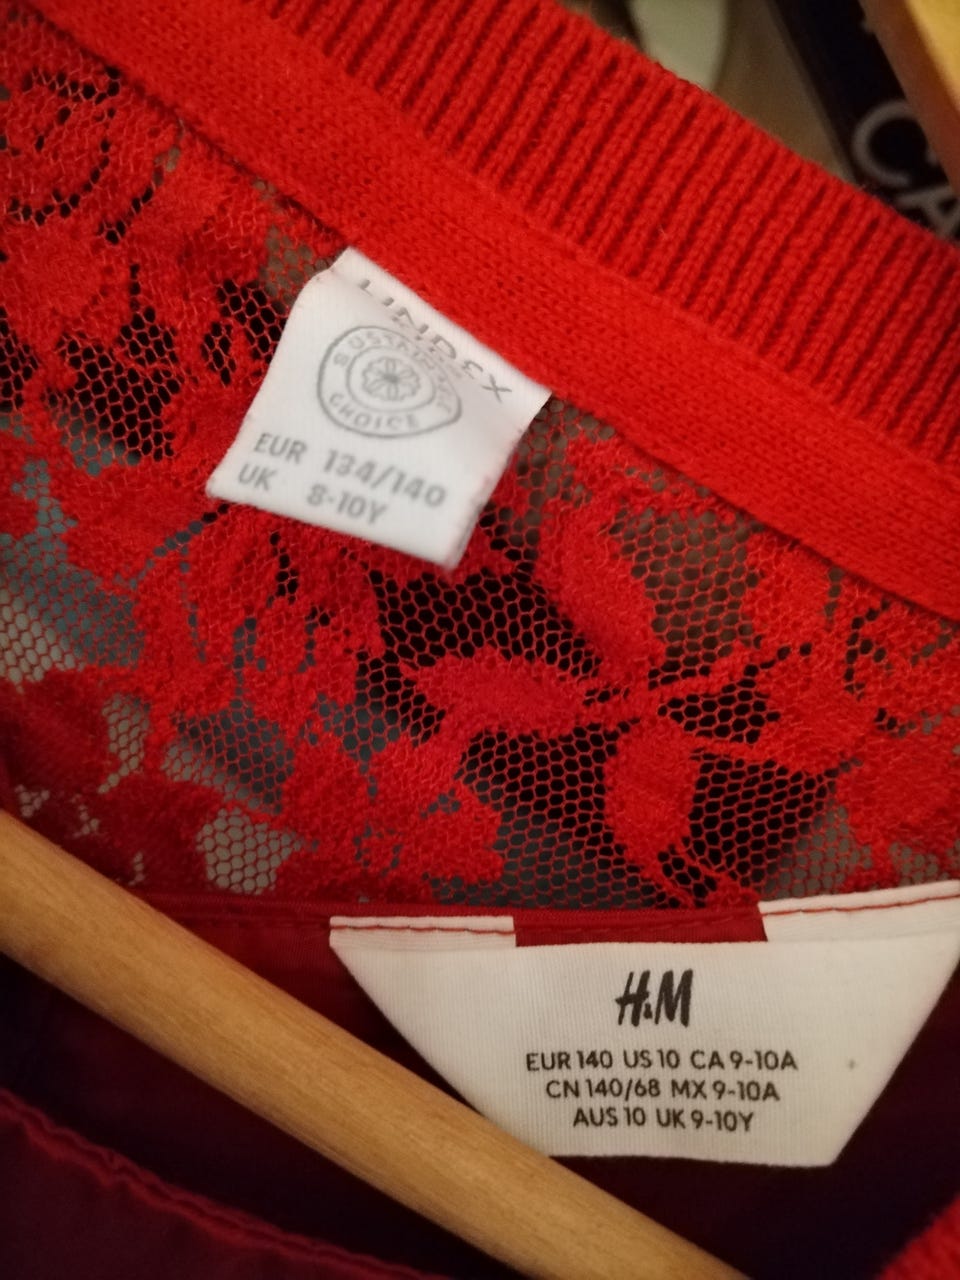 CA
LINDEX
SUSTAINABLE
CHOICE
EUR 134/140
UK 8-10Y
H&M
EUR 140 US 10 CA 9-10A
CN 140/68 MX 9-10A
AUS 10 UK 9-10Y